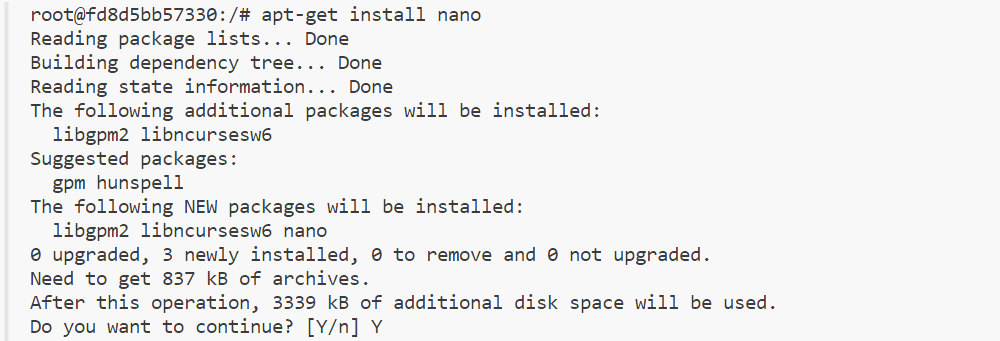 root@fd8d5bb57330:/# apt-get install nano
Reading package lists... Done
Building dependency tree... Done
Reading state information... Done
The following additional packages will be installed:
  libgpm2 libncursesw6
Suggested packages:
  gpm hunspell
The following NEW packages will be installed:
  libgpm2 libncursesw6 nano
0 upgraded, 3 newly installed, 0 to remove and 0 not upgraded.
Need to get 837 kB of archives.
After this operation, 3339 kB of additional disk space will be used.
Do you want to continue? [Y/n] Y